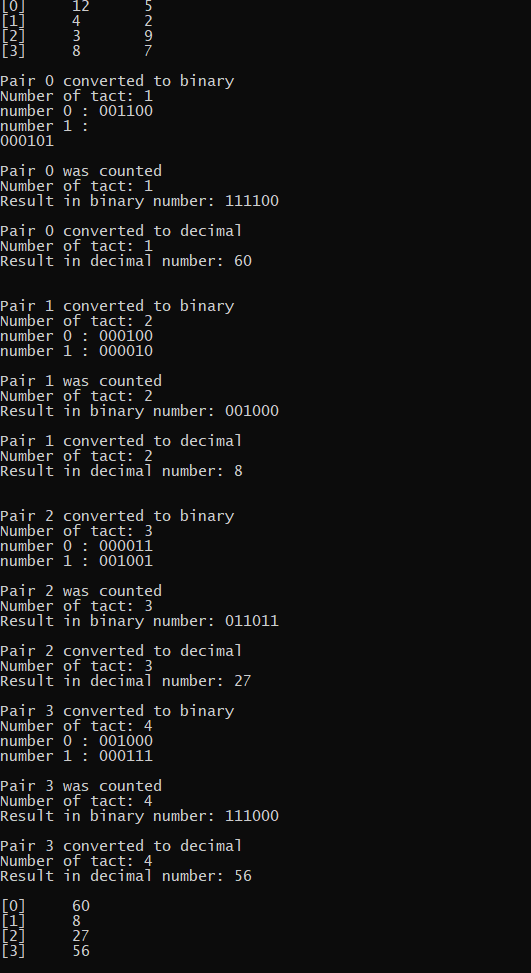 [0]     12      5
[1]     4       2
[2]     3       9
[3]     8       7
Pair 0 converted to binary
Number of tact: 1
number 0 : 001100
number 1 :
000101
Pair 0 was counted
Number of tact: 1
Result in binary number: 111100
Pair 0 converted to decimal
Number of tact: 1
Result in decimal number: 60
Pair 1 converted to binary
Number of tact: 2
number 0 : 000100
number 1 : 000010
Pair 1 was counted
Number of tact: 2
Result in binary number: 001000
Pair 1 converted to decimal
Number of tact: 2
Result in decimal number: 8
Pair 2 converted to binary
Number of tact: 3
number 0 : 000011
number 1 : 001001
Pair 2 was counted
Number of tact: 3
Result in binary number: 011011
Pair 2 converted to decimal
Number of tact: 3
Result in decimal number: 27
Pair 3 converted to binary
Number of tact: 4
number 0 : 001000
number 1 : 000111
Pair 3 was counted
Number of tact: 4
Result in binary number: 111000
Pair 3 converted to decimal
Number of tact: 4
Result in decimal number: 56
[0]     60
[1]     8
[2]     27
[3]     56